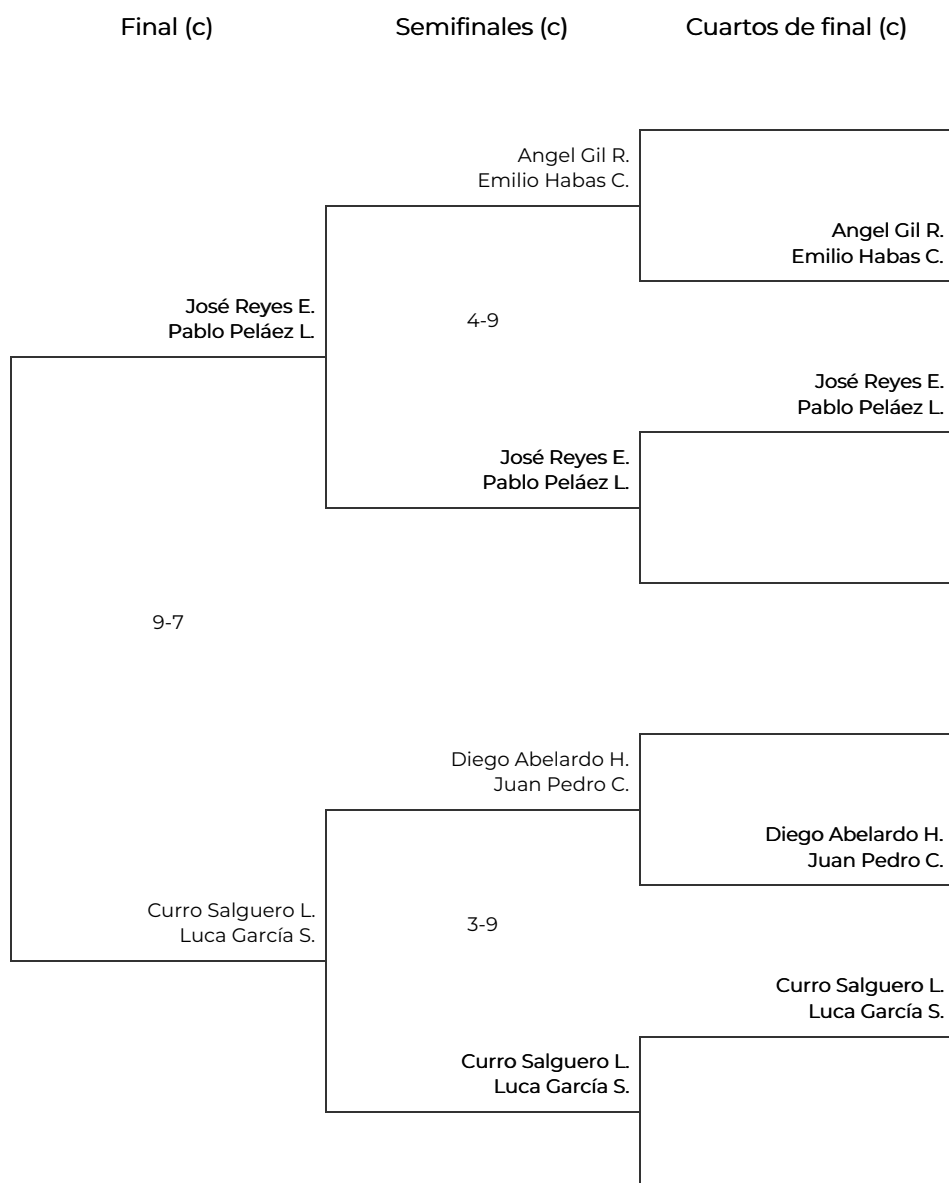 Final (c)
Semifinales (c)
Cuartos de final (c)
Angel Gil R.
Emilio Habas C.
Angel Gil R.
Emilio Habas C.
José Reyes E.
Pablo Peláez L.
4-9
José Reyes E.
Pablo Peláez L.
José Reyes E.
Pablo Peláez L.
9-7
Diego Abelardo H.
Juan Pedro C.
Diego Abelardo H.
Juan Pedro C.
Curro Salguero L.
Luca García S.
3-9
Curro Salguero L.
Luca García S.
Curro Salguero L.
Luca García S.